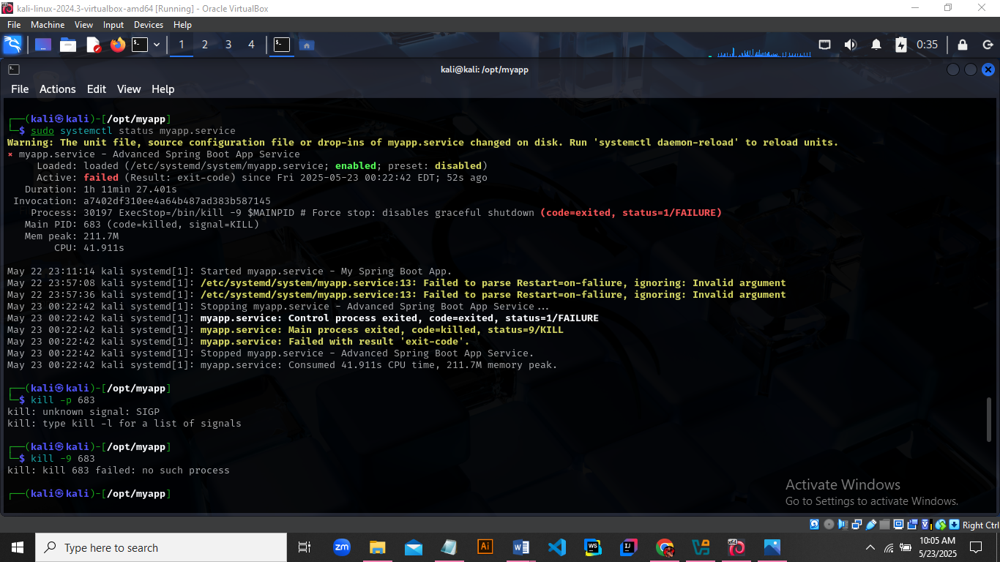 kali-linux-2024.3-virtualbox-amd64 [Running] - Oracle VirtualBox
File Machine View Input Devices Help
1 2 3 4 0:35
kali@kali: /opt/myapp
File Actions Edit View Help
┌──(kali㉿kali)-[/opt/myapp]
└─$ sudo systemctl status myapp.service
Warning: The unit file, source configuration file or drop-ins of myapp.service changed on disk. Run 'systemctl daemon-reload' to reload units.
× myapp.service - Advanced Spring Boot App Service
Loaded: loaded (/etc/systemd/system/myapp.service; enabled; preset: disabled)
Active: failed (Result: exit-code) since Fri 2025-05-23 00:22:42 EDT; 52s ago
Duration: 1h 11min 27.401s
Invocation: a7402df310ee4a64b487ad383b587145
Process: 30197 ExecStop=/bin/kill -9 $MAINPID # Force stop: disables graceful shutdown (code=exited, status=1/FAILURE)
Main PID: 683 (code=killed, signal=KILL)
Mem peak: 211.7M
CPU: 41.911s
May 22 23:11:14 kali systemd[1]: Started myapp.service - My Spring Boot App.
May 22 23:57:08 kali systemd[1]: /etc/systemd/system/myapp.service:13: Failed to parse Restart=on-faliure, ignoring: Invalid argument
May 22 23:57:36 kali systemd[1]: /etc/systemd/system/myapp.service:13: Failed to parse Restart=on-faliure, ignoring: Invalid argument
May 23 00:22:42 kali systemd[1]: Stopping myapp.service - Advanced Spring Boot App Service...
May 23 00:22:42 kali systemd[1]: myapp.service: Control process exited, code=exited, status=1/FAILURE
May 23 00:22:42 kali systemd[1]: myapp.service: Main process exited, code=killed, status=9/KILL
May 23 00:22:42 kali systemd[1]: myapp.service: Failed with result 'exit-code'.
May 23 00:22:42 kali systemd[1]: Stopped myapp.service - Advanced Spring Boot App Service.
May 23 00:22:42 kali systemd[1]: myapp.service: Consumed 41.911s CPU time, 211.7M memory peak.
┌──(kali㉿kali)-[/opt/myapp]
└─$ kill -p 683
kill: unknown signal: SIGP
kill: type kill -l for a list of signals
┌──(kali㉿kali)-[/opt/myapp]
└─$ kill -9 683
kill: kill 683 failed: no such process
┌──(kali㉿kali)-[/opt/myapp]
Activate Windows
Go to Settings to activate Windows.
Right Ctrl
Type here to search
zm
Ai
W
WS
IJ
x64
10:05 AM
5/23/2025